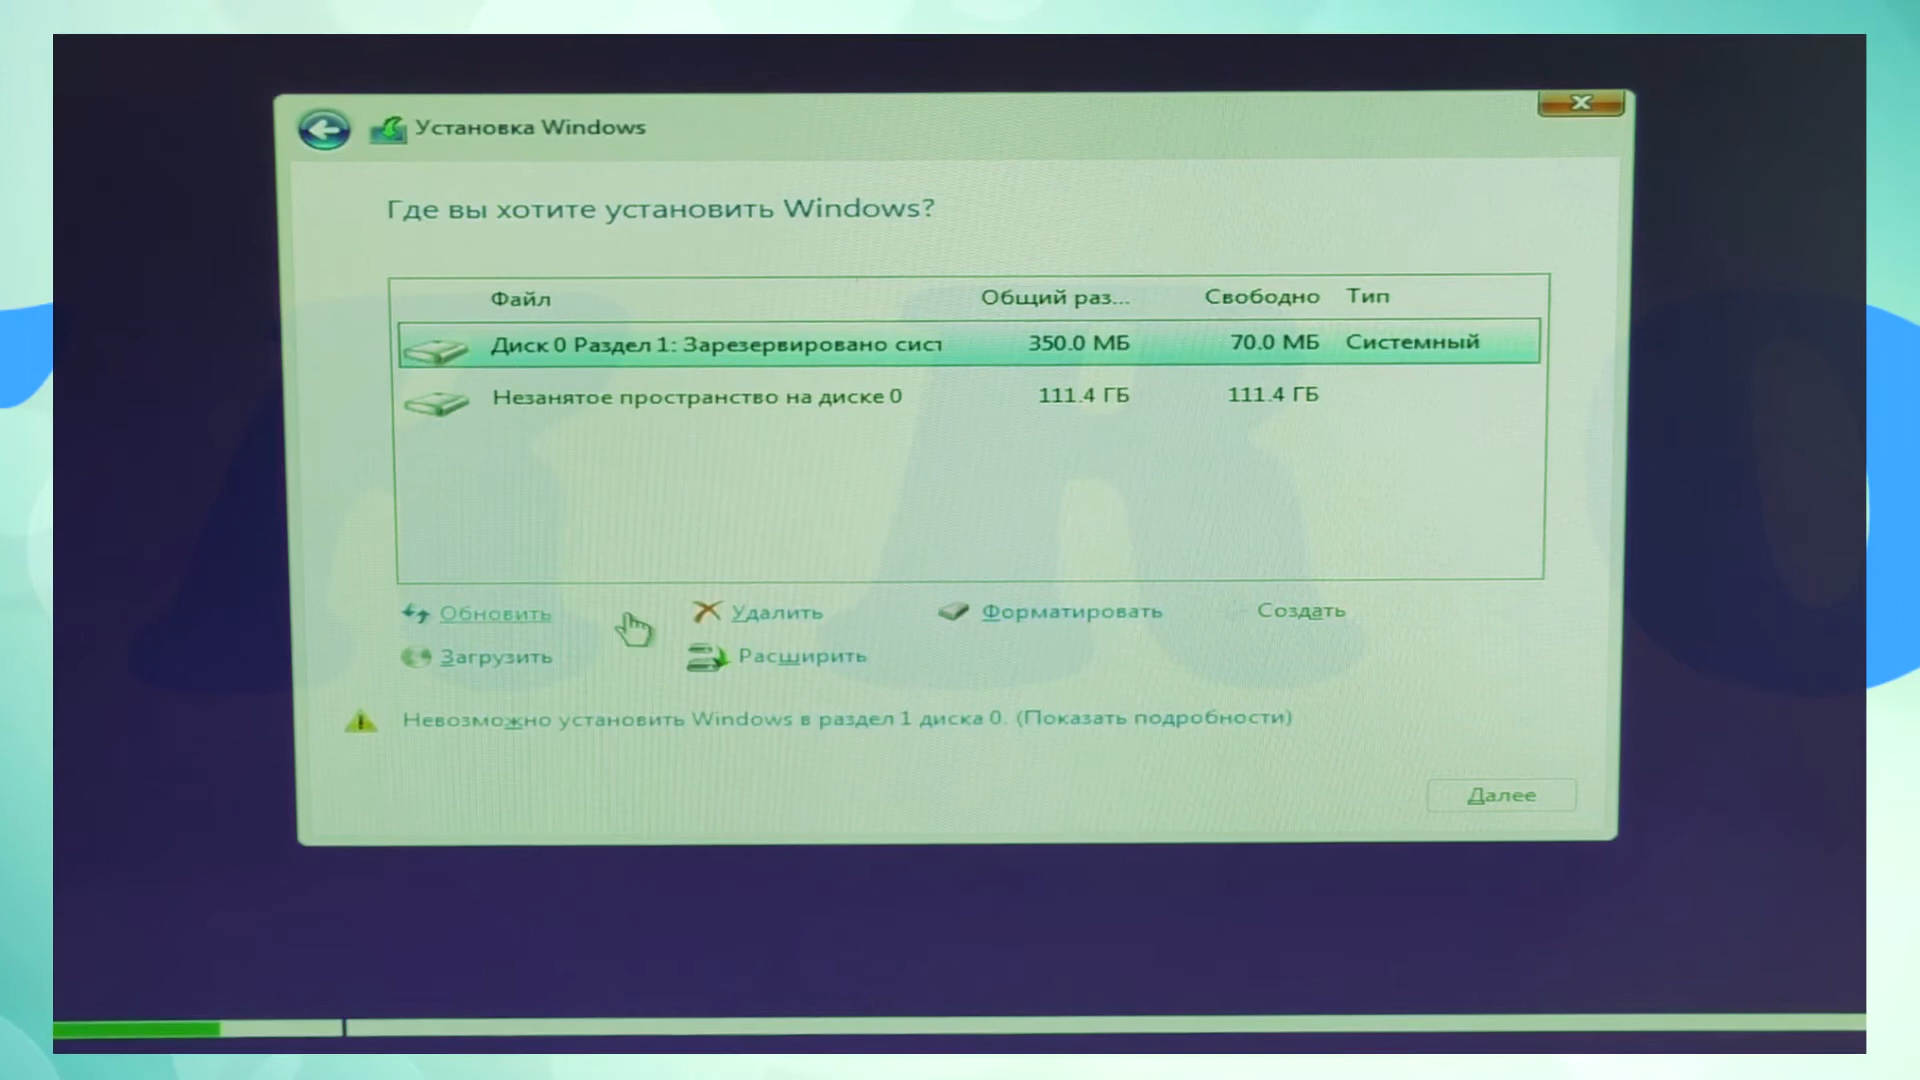 Установка Windows
Где вы хотите установить Windows?
Файл Общий раз... Свободно Тип
Диск 0 Раздел 1: Зарезервировано сист 350.0 МБ 70.0 МБ Системный
Незанятое пространство на диске 0 111.4 ГБ 111.4 ГБ
Обновить Удалить Форматировать Создать
Загрузить Расширить
Невозможно установить Windows в раздел 1 диска 0. (Показать подробности)
Далее